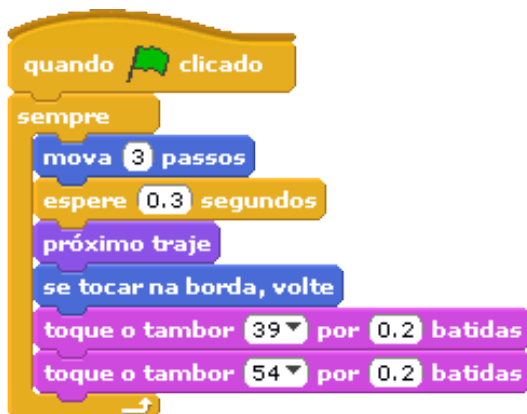 quando clicado
sempre
mova 3 passos
espere 0.3 segundos
próximo traje
se tocar na borda, volte
toque o tambor 39 por 0.2 batidas
toque o tambor 54 por 0.2 batidas